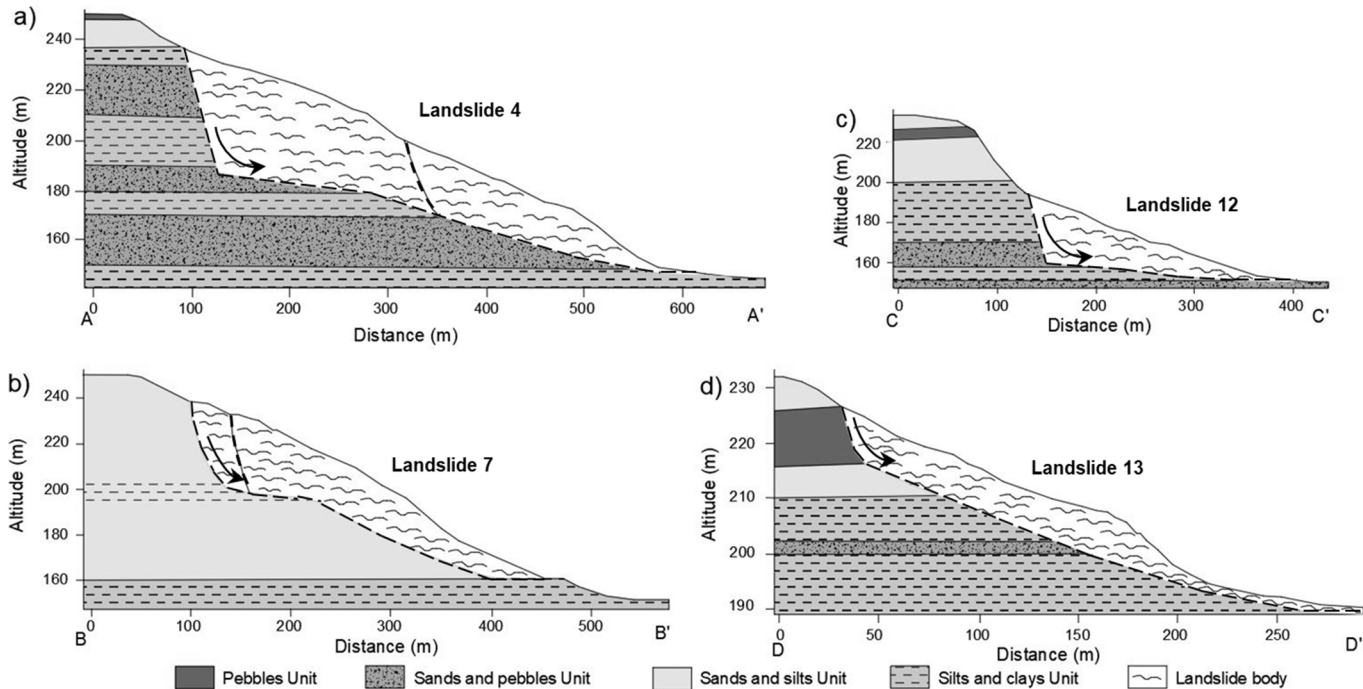 a)
Altitude (m)
240
220
200
180
160
Landslide 4
0
100
200
300
400
500
600
A
A'
Distance (m)
c)
Altitude (m)
220
200
180
160
Landslide 12
0
100
200
300
400
C
C'
Distance (m)
b)
Altitude (m)
240
220
200
180
160
Landslide 7
0
100
200
300
400
500
B
B'
Distance (m)
d)
Altitude (m)
230
220
210
200
190
Landslide 13
0
50
100
150
200
250
D
D'
Distance (m)
Pebbles Unit
Sands and pebbles Unit
Sands and silts Unit
Silts and clays Unit
Landslide body